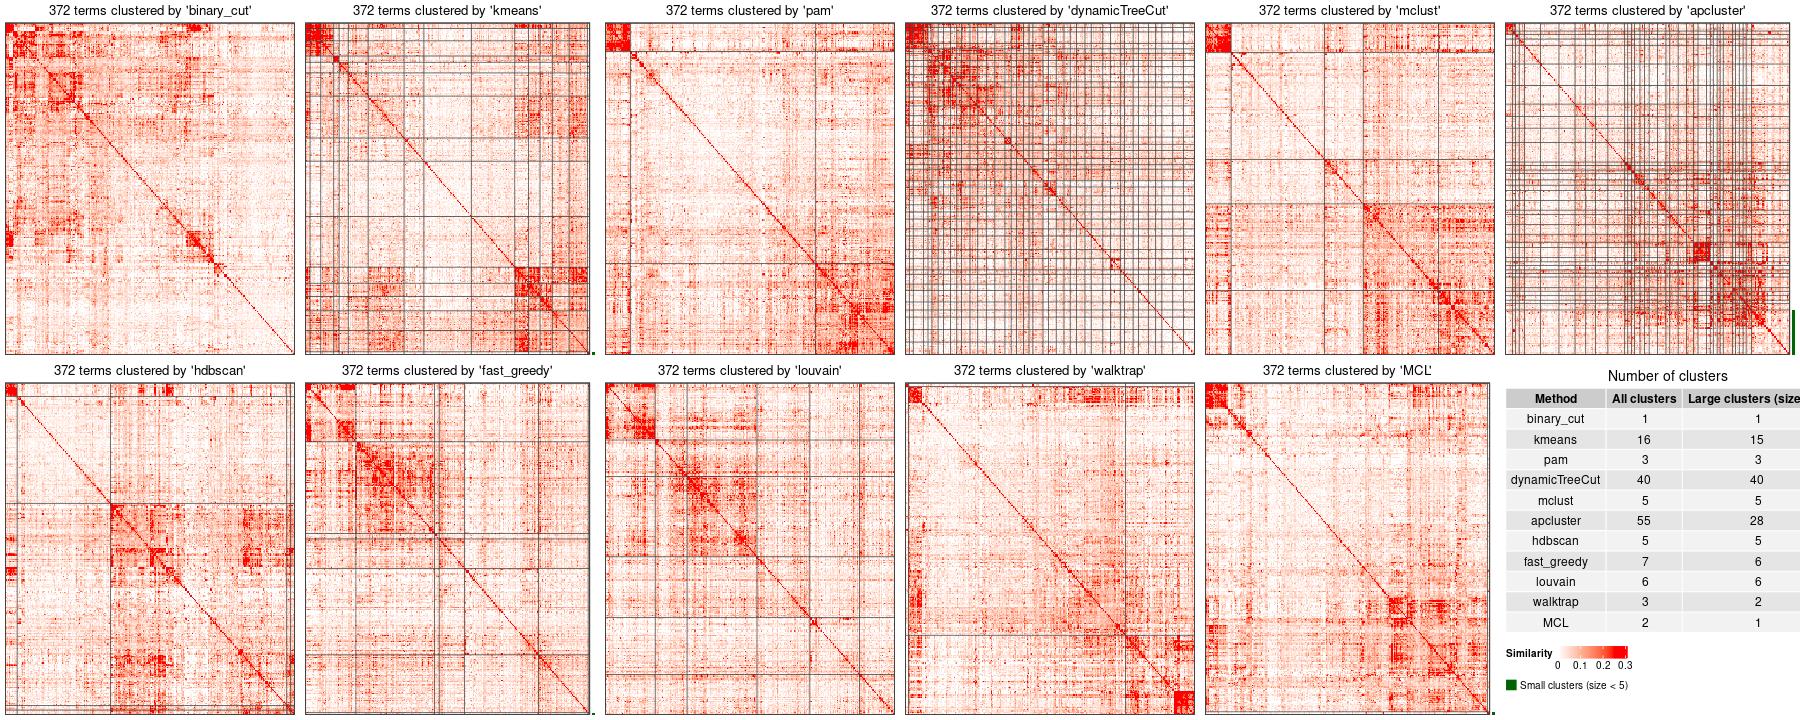 372 terms clustered by 'binary_cut'
372 terms clustered by 'kmeans'
372 terms clustered by 'pam'
372 terms clustered by 'dynamicTreeCut'
372 terms clustered by 'mclust'
372 terms clustered by 'apcluster'
372 terms clustered by 'hdbscan'
372 terms clustered by 'fast_greedy'
372 terms clustered by 'louvain'
372 terms clustered by 'walktrap'
372 terms clustered by 'MCL'
Number of clusters
Method All clusters Large clusters (size
binary_cut 1 1
kmeans 16 15
pam 3 3
dynamicTreeCut 40 40
mclust 5 5
apcluster 55 28
hdbscan 5 5
fast_greedy 7 6
louvain 6 6
walktrap 3 2
MCL 2 1
Similarity
0 0.1 0.2 0.3
Small clusters (size < 5)